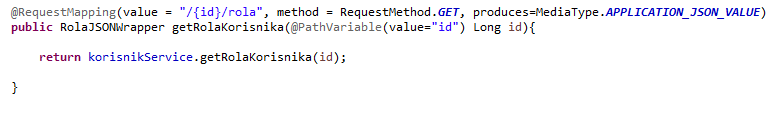 @RequestMapping(value = "/{id}/rola", method = RequestMethod.GET, produces=MediaType.APPLICATION_JSON_VALUE)
public RolaJSONWrapper getRolaKorisnika(@PathVariable(value="id") Long id){
return korisnikService.getRolaKorisnika(id);
}